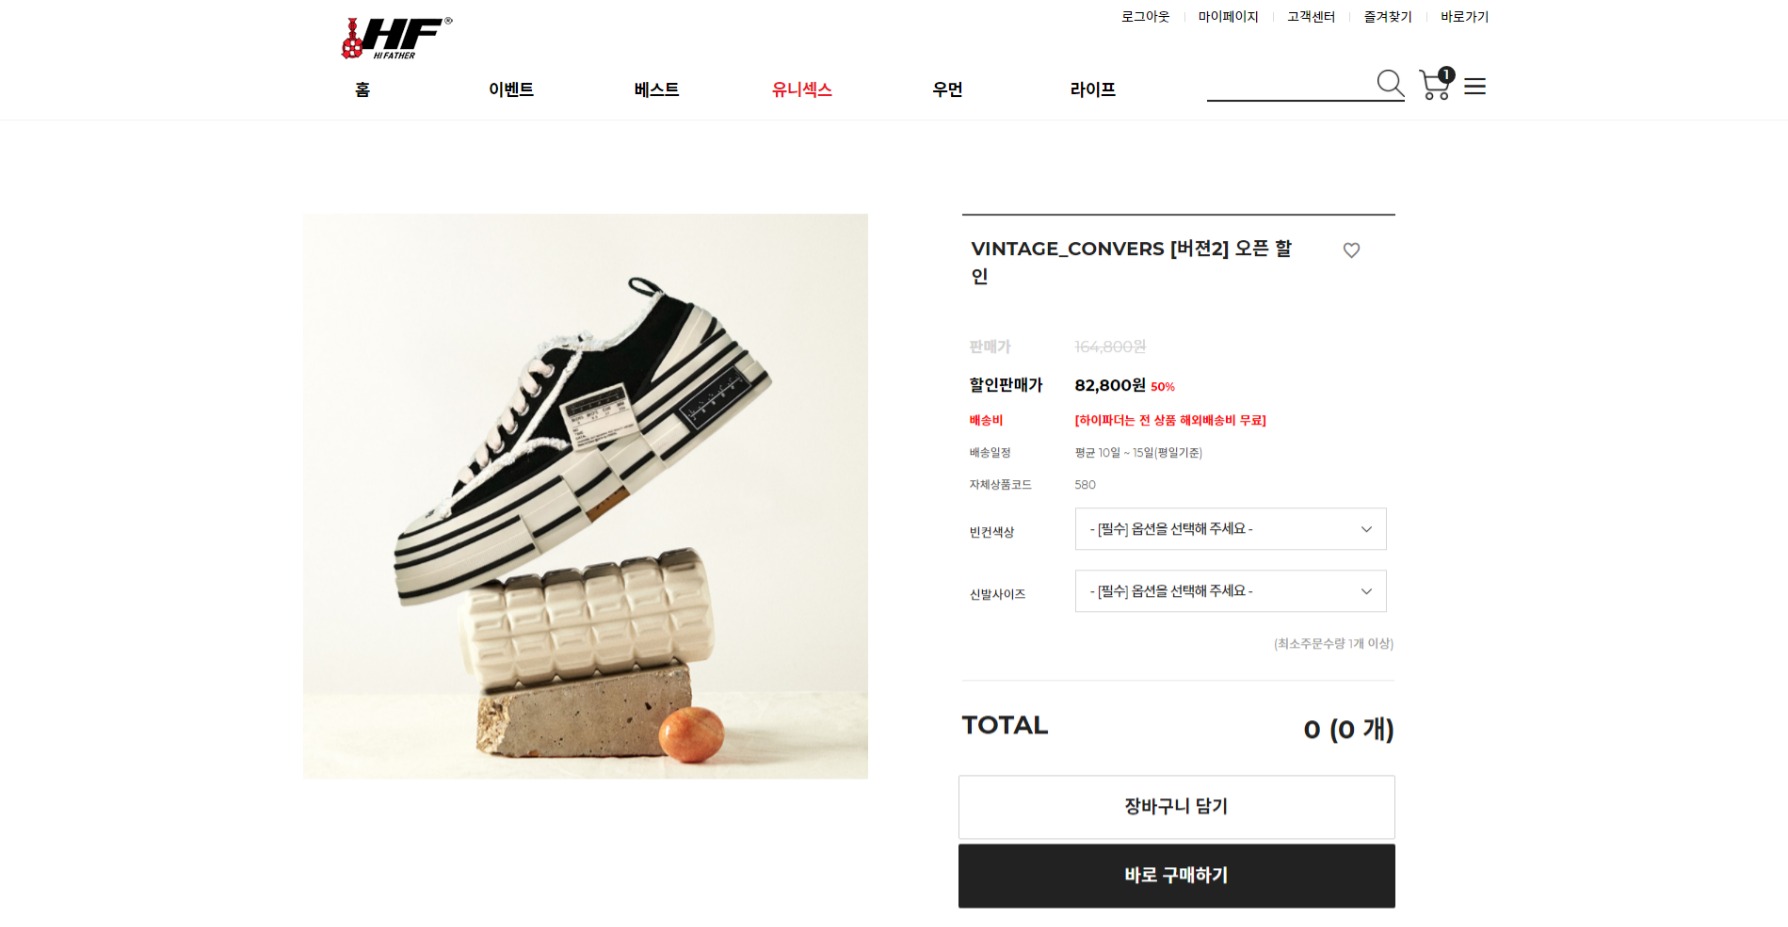 HF®
HI FATHER
로그아웃 마이페이지 고객센터 즐겨찾기 바로가기
홈 이벤트 베스트 유니섹스 우먼 라이프
1
VINTAGE_CONVERS [버젼2] 오픈 할
인
판매가 164,800원
할인판매가 82,800원 50%
배송비 [하이파더는 전 상품 해외배송비 무료]
배송일정 평균 10일 ~ 15일(평일기준)
자체상품코드 580
빈컨색상 - [필수] 옵션을 선택해 주세요 -
신발사이즈 - [필수] 옵션을 선택해 주세요 -
(최소주문수량 1개 이상)
TOTAL 0 (0 개)
장바구니 담기
바로 구매하기